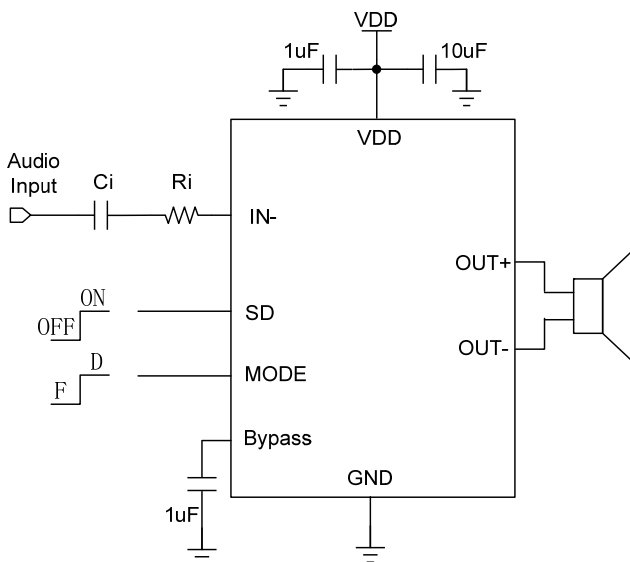 VDD
1uF
10uF
VDD
Audio
Input
Ci
Ri
IN-
OUT+
ON
OFF
SD
OUT-
D
F
MODE
Bypass
GND
1uF